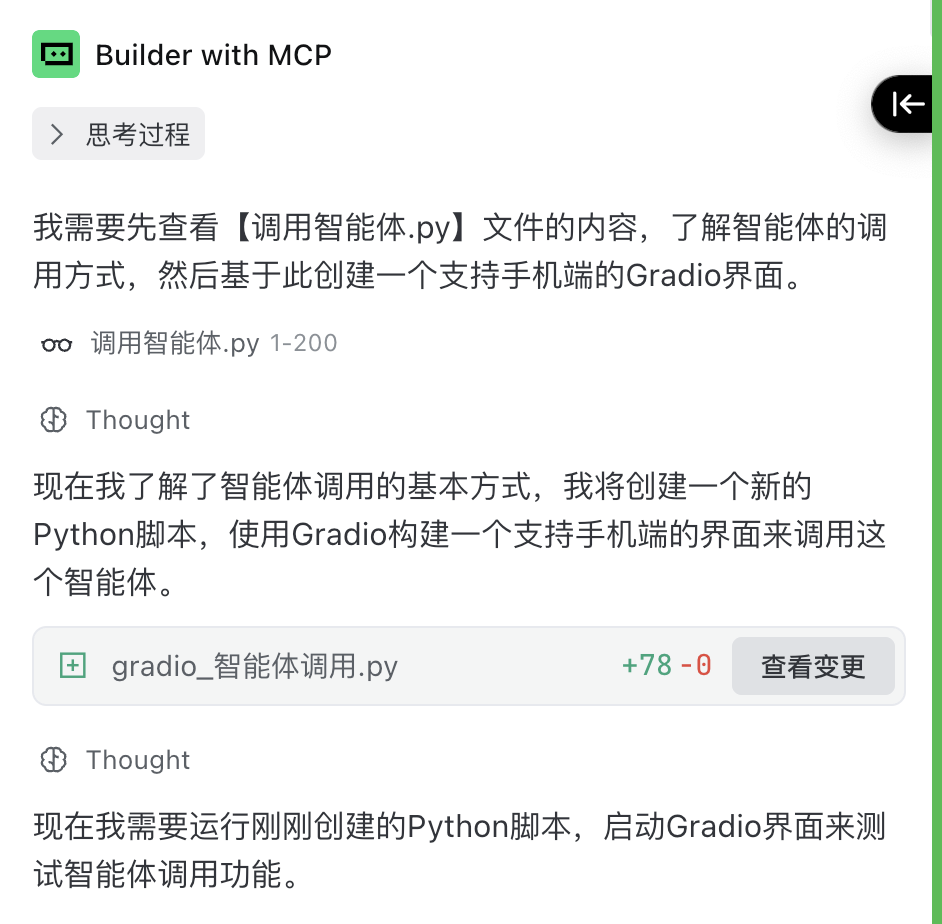 Builder with MCP
思考过程
我需要先查看【调用智能体.py】文件的内容，了解智能体的调
用方式，然后基于此创建一个支持手机端的Gradio界面。
调用智能体.py 1-200
Thought
现在我了解了智能体调用的基本方式，我将创建一个新的
Python脚本，使用Gradio构建一个支持手机端的界面来调用这
个智能体。
gradio_智能体调用.py +78 -0 查看变更
Thought
现在我需要运行刚刚创建的Python脚本，启动Gradio界面来测
试智能体调用功能。